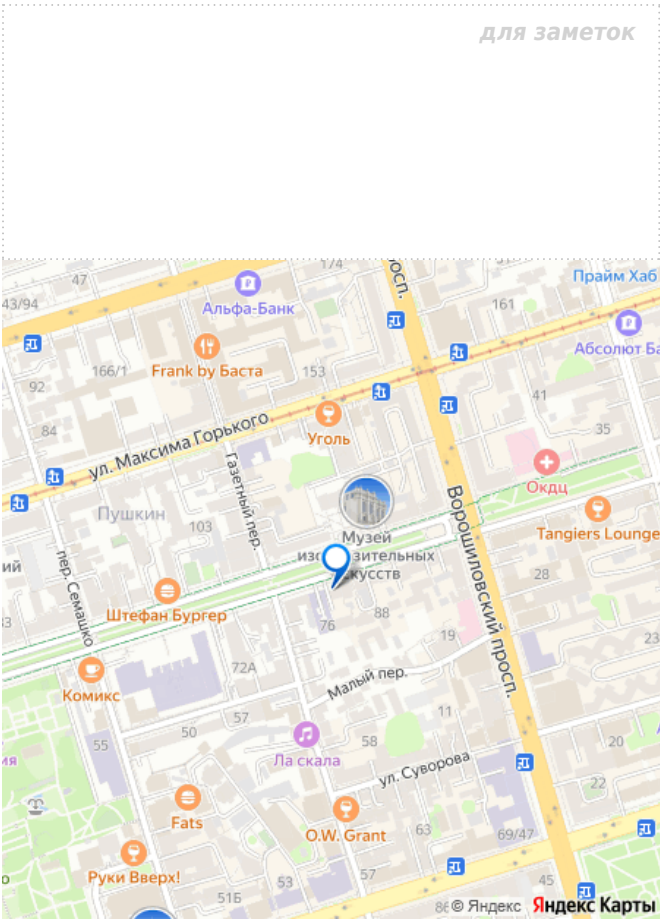 для заметок
174
47
Прайм Хаб
43/94
Альфа-Банк
161
Абсолют Ба
Frank by Баста
166/1
153
92
41
84
Уголь
35
ул. Максима Горького
Газетный пер.
Окдц
Пушкин
103
Ворошиловский просп.
Tangiers Lounge
Музей
ий
пер. Семашко
28
Штефан Бургер
76
88
19
23
72А
Комикс
Малый пер.
57
11
50
55
58
20
Ла скала
ия
ул. Суворова
22
Fats
O.W. Grant
63
69/47
Руки Вверх!
53
57
45
51Б
© Яндекс Яндекс Карты